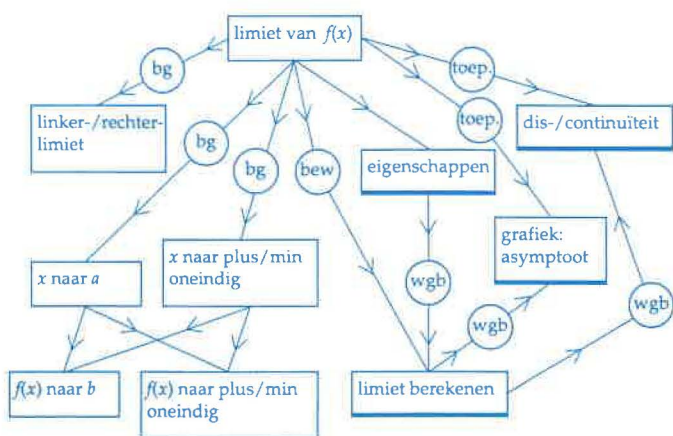 limiet van f(x)
bg
toep.
toep.
linker-/rechter-
limiet
dis-/continuïteit
bg
bg
bew
eigenschappen
x naar a
x naar plus/min
oneindig
grafiek:
asymptoot
wgb
wgb
wgb
f(x) naar b
f(x) naar plus/min
oneindig
limiet berekenen